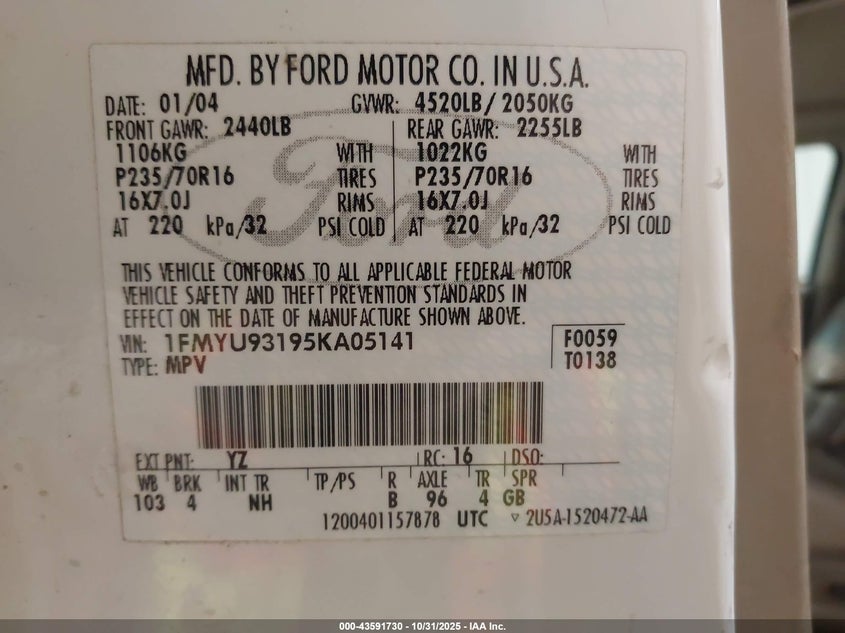 MFD. BY FORD MOTOR CO. IN U.S.A.
DATE: 01/04 GVWR: 4520LB/ 2050KG
FRONT GAWR: 2440LB REAR GAWR: 2255LB
1106KG WITH 1022KG WITH
P235/70R16 TIRES P235/70R16 TIRES
16X7.0J RIMS 16X7.0J RIMS
AT 220 kPa/32 PSI COLD AT 220 kPa/32 PSI COLD
Ford
THIS VEHICLE CONFORMS TO ALL APPLICABLE FEDERAL MOTOR
VEHICLE SAFETY AND THEFT PREVENTION STANDARDS IN
EFFECT ON THE DATE OF MANUFACTURE SHOWN ABOVE.
VIN: 1FMYU93195KA05141 F0059
TYPE: MPV T0138
EXT PNT: YZ RC: 16 DSO:
WB BRK INT TR TP/PS R AXLE TR SPR
103 4 NH B 96 4 GB
1200401157878 UTC ▽ 2U5A-1520472-AA
000-43591730 - 10/31/2025 - IAA Inc.